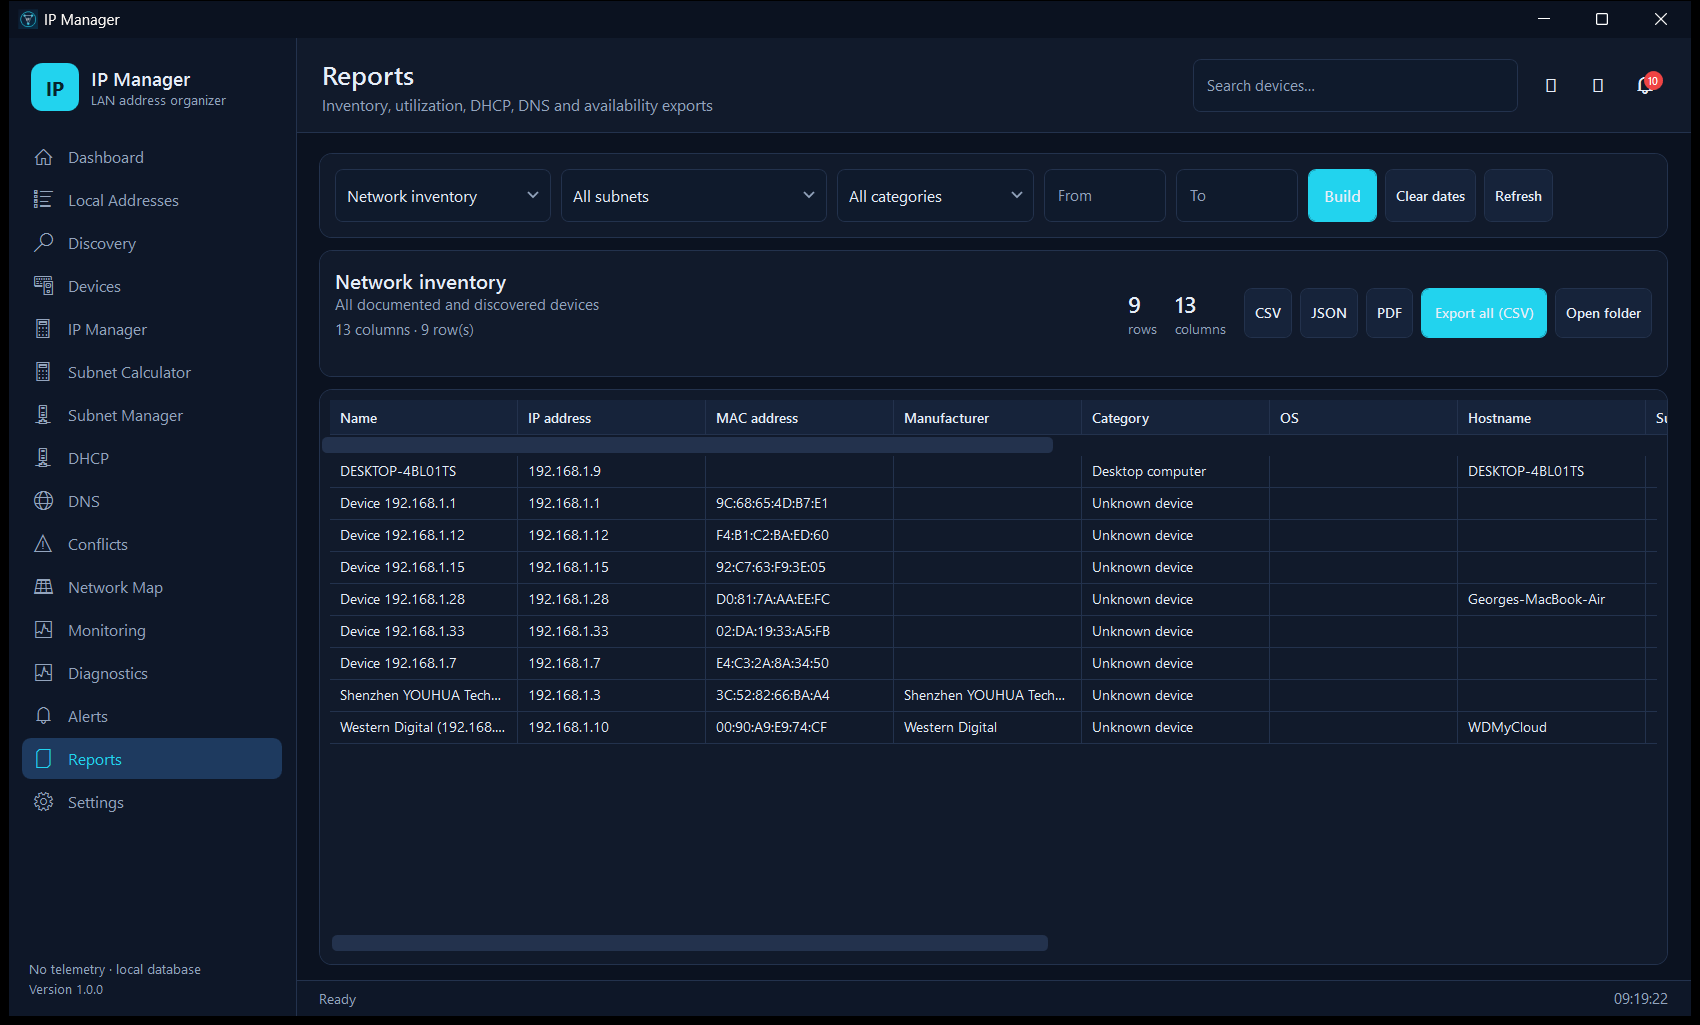 IP Manager
IP
IP Manager
LAN address organizer
Dashboard
Local Addresses
Discovery
Devices
IP Manager
Subnet Calculator
Subnet Manager
DHCP
DNS
Conflicts
Network Map
Monitoring
Diagnostics
Alerts
Reports
Settings
No telemetry · local database
Version 1.0.0
Reports
Inventory, utilization, DHCP, DNS and availability exports
Search devices...
10
Network inventory All subnets All categories From To Build Clear dates Refresh
Network inventory
All documented and discovered devices
13 columns · 9 row(s)
9 rows
13 columns
CSV JSON PDF Export all (CSV) Open folder
Name IP address MAC address Manufacturer Category OS Hostname Su
DESKTOP-4BL01TS 192.168.1.9 Desktop computer DESKTOP-4BL01TS
Device 192.168.1.1 192.168.1.1 9C:68:65:4D:B7:E1 Unknown device
Device 192.168.1.12 192.168.1.12 F4:B1:C2:BA:ED:60 Unknown device
Device 192.168.1.15 192.168.1.15 92:C7:63:F9:3E:05 Unknown device
Device 192.168.1.28 192.168.1.28 D0:81:7A:AA:EE:FC Unknown device Georges-MacBook-Air
Device 192.168.1.33 192.168.1.33 02:DA:19:33:A5:FB Unknown device
Device 192.168.1.7 192.168.1.7 E4:C3:2A:8A:34:50 Unknown device
Shenzhen YOUHUA Tech... 192.168.1.3 3C:52:82:66:BA:A4 Shenzhen YOUHUA Tech... Unknown device
Western Digital (192.168.... 192.168.1.10 00:90:A9:E9:74:CF Western Digital Unknown device WDMyCloud
Ready
09:19:22